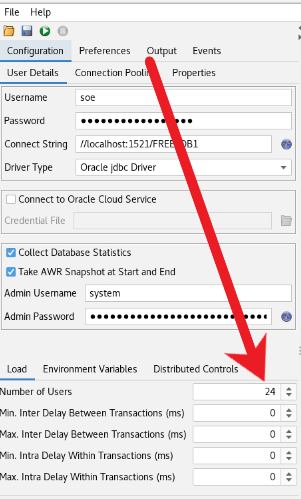 File Help
Configuration Preferences Output Events
User Details Connection Pooling Properties
Username soe
Password ●●●●●●●●●●●●●●●●
Connect String //localhost:1521/FREE DB1
Driver Type Oracle jdbc Driver
Connect to Oracle Cloud Service
Credential File
Collect Database Statistics
Take AWR Snapshot at Start and End
Admin Username system
Admin Password ●●●●●●●●●●●●●●●●●●●●●●●●
Load Environment Variables Distributed Controls
Number of Users 24
Min. Inter Delay Between Transactions (ms) 0
Max. Inter Delay Between Transactions (ms) 0
Min. Intra Delay Within Transactions (ms) 0
Max. Intra Delay Within Transactions (ms) 0